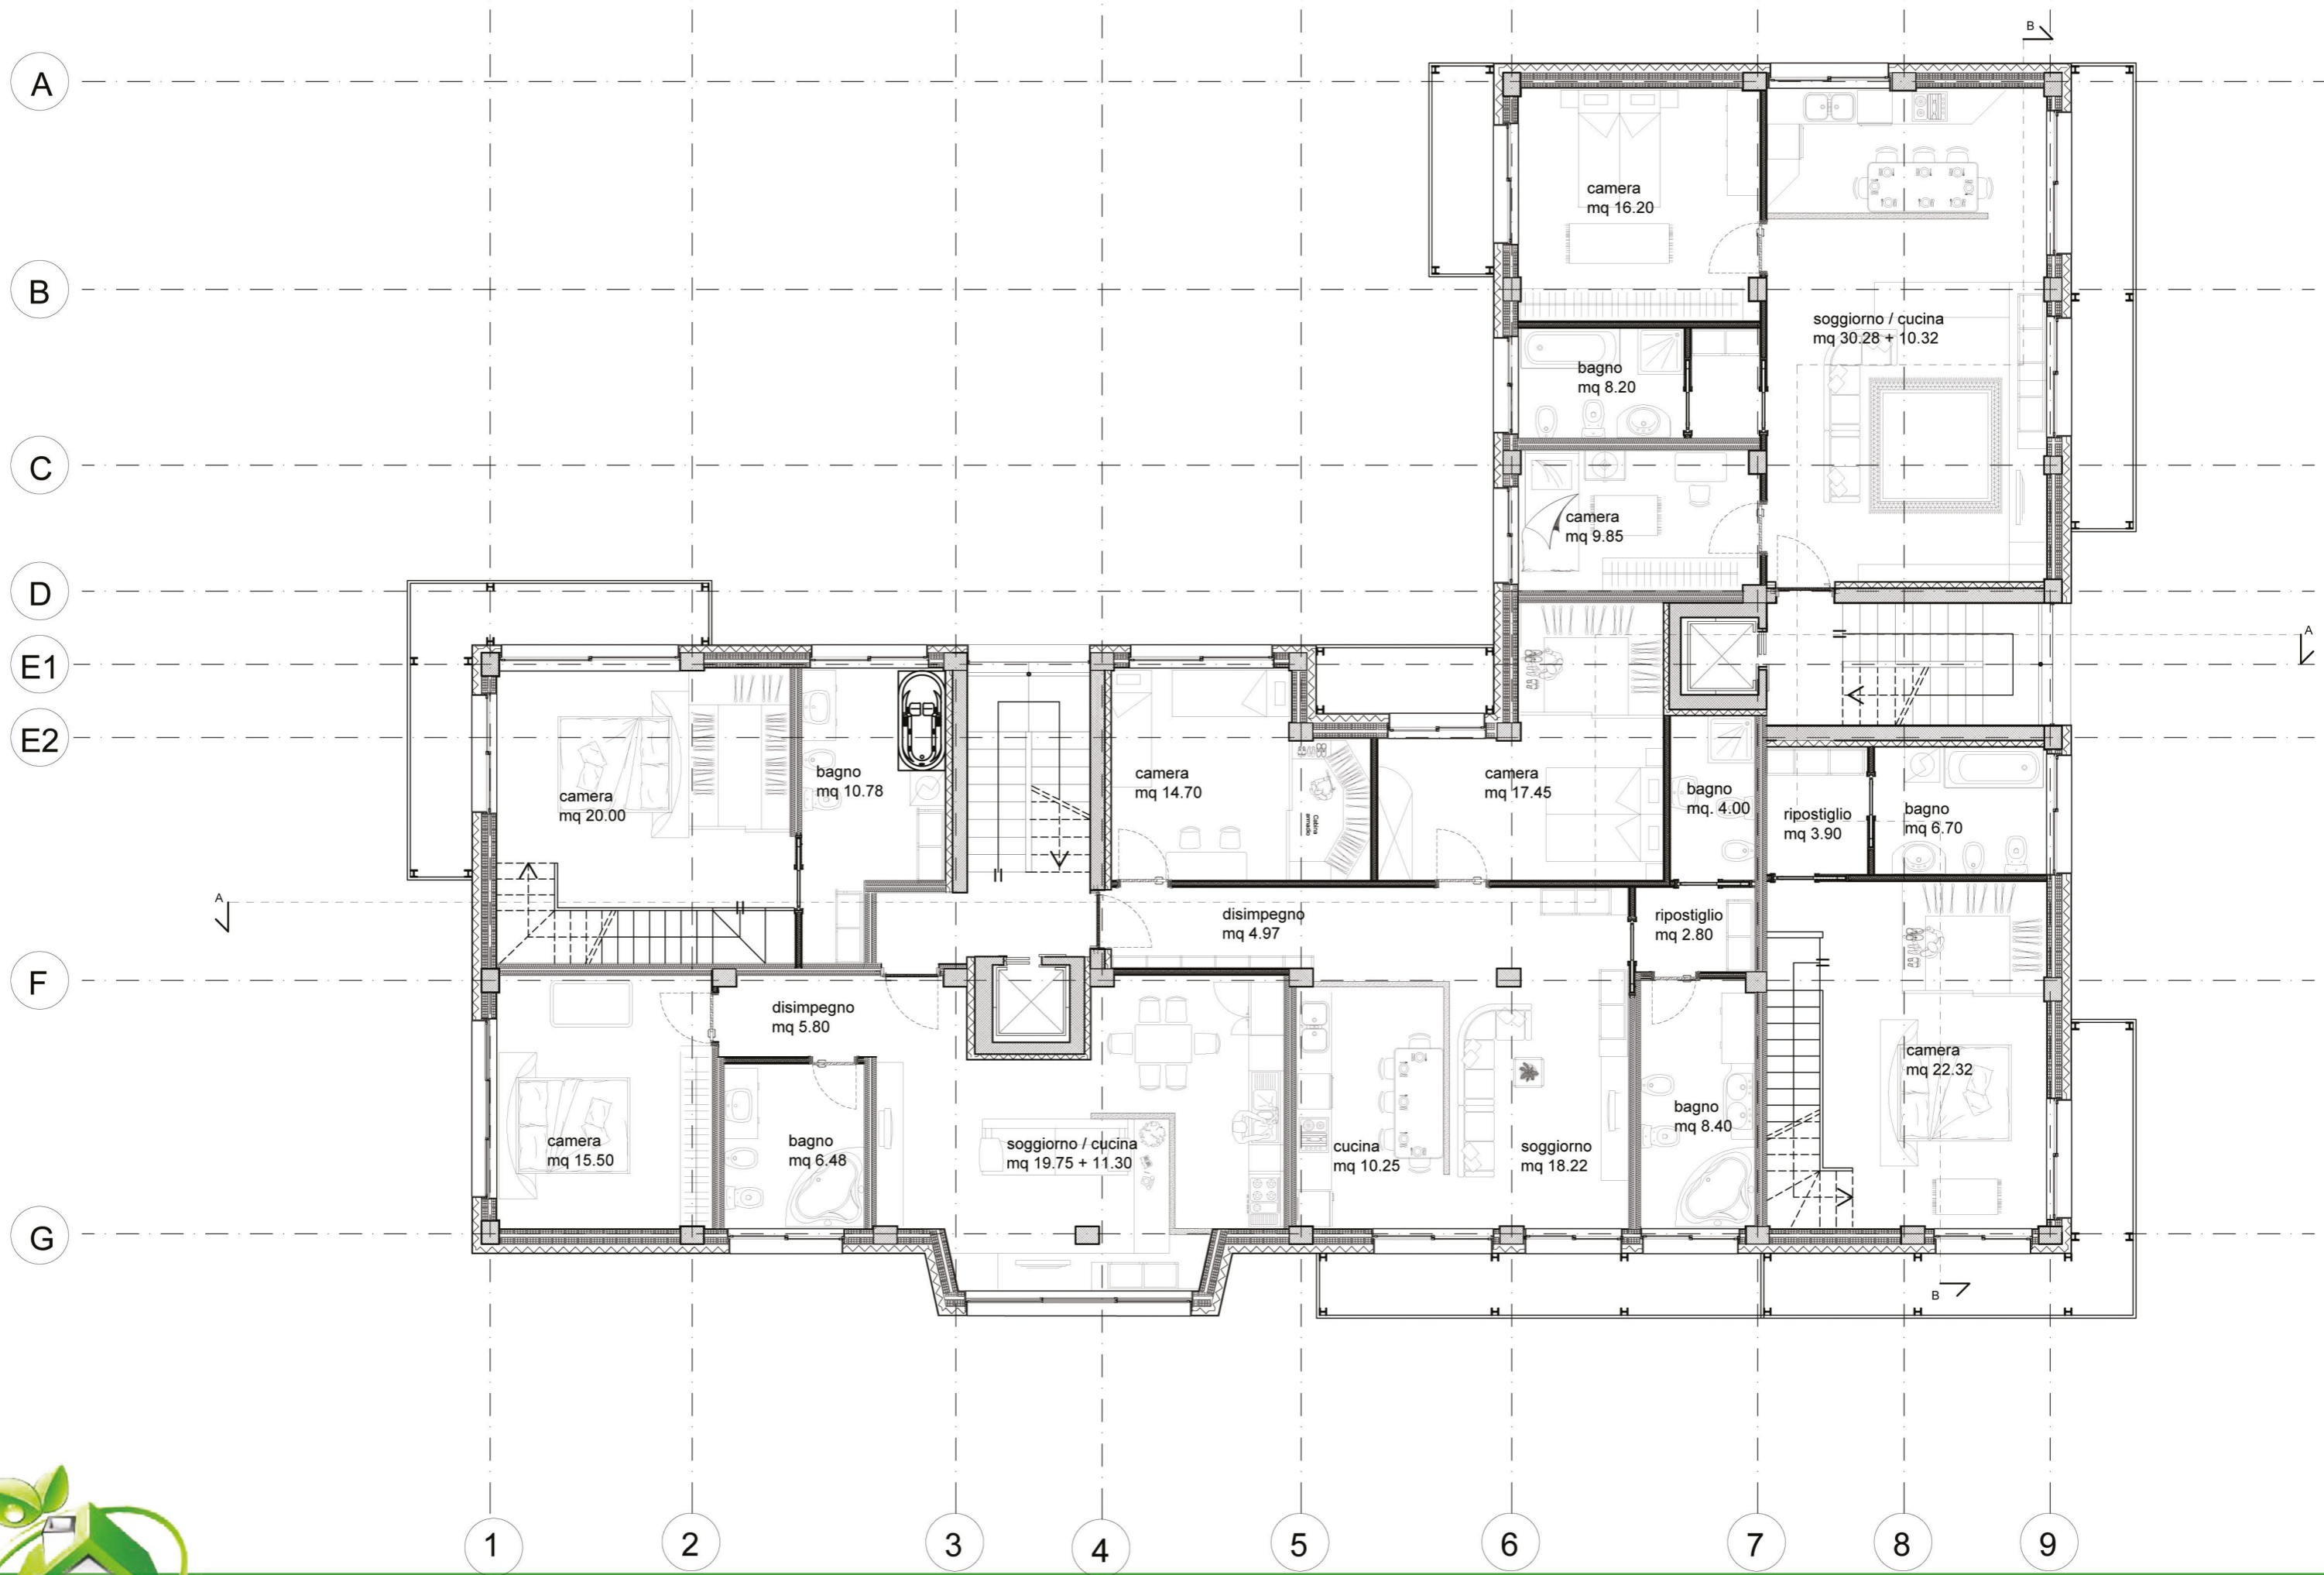 B
A
camera
mq 16.20
B
soggiorno / cucina
mq 30.28 + 10.32
bagno
mq 8.20
C
camera
mq 9.85
D
A
E1
E2
camera
mq 20.00
bagno
mq 10.78
camera
mq 14.70
Cabina
armadio
camera
mq 17.45
bagno
mq. 4.00
ripostiglio
mq 3.90
bagno
mq 6.70
A
disimpegno
mq 4.97
ripostiglio
mq 2.80
F
disimpegno
mq 5.80
camera
mq 22.32
camera
mq 15.50
bagno
mq 6.48
soggiorno / cucina
mq 19.75 + 11.30
cucina
mq 10.25
soggiorno
mq 18.22
bagno
mq 8.40
G
B
1
2
3
4
5
6
7
8
9